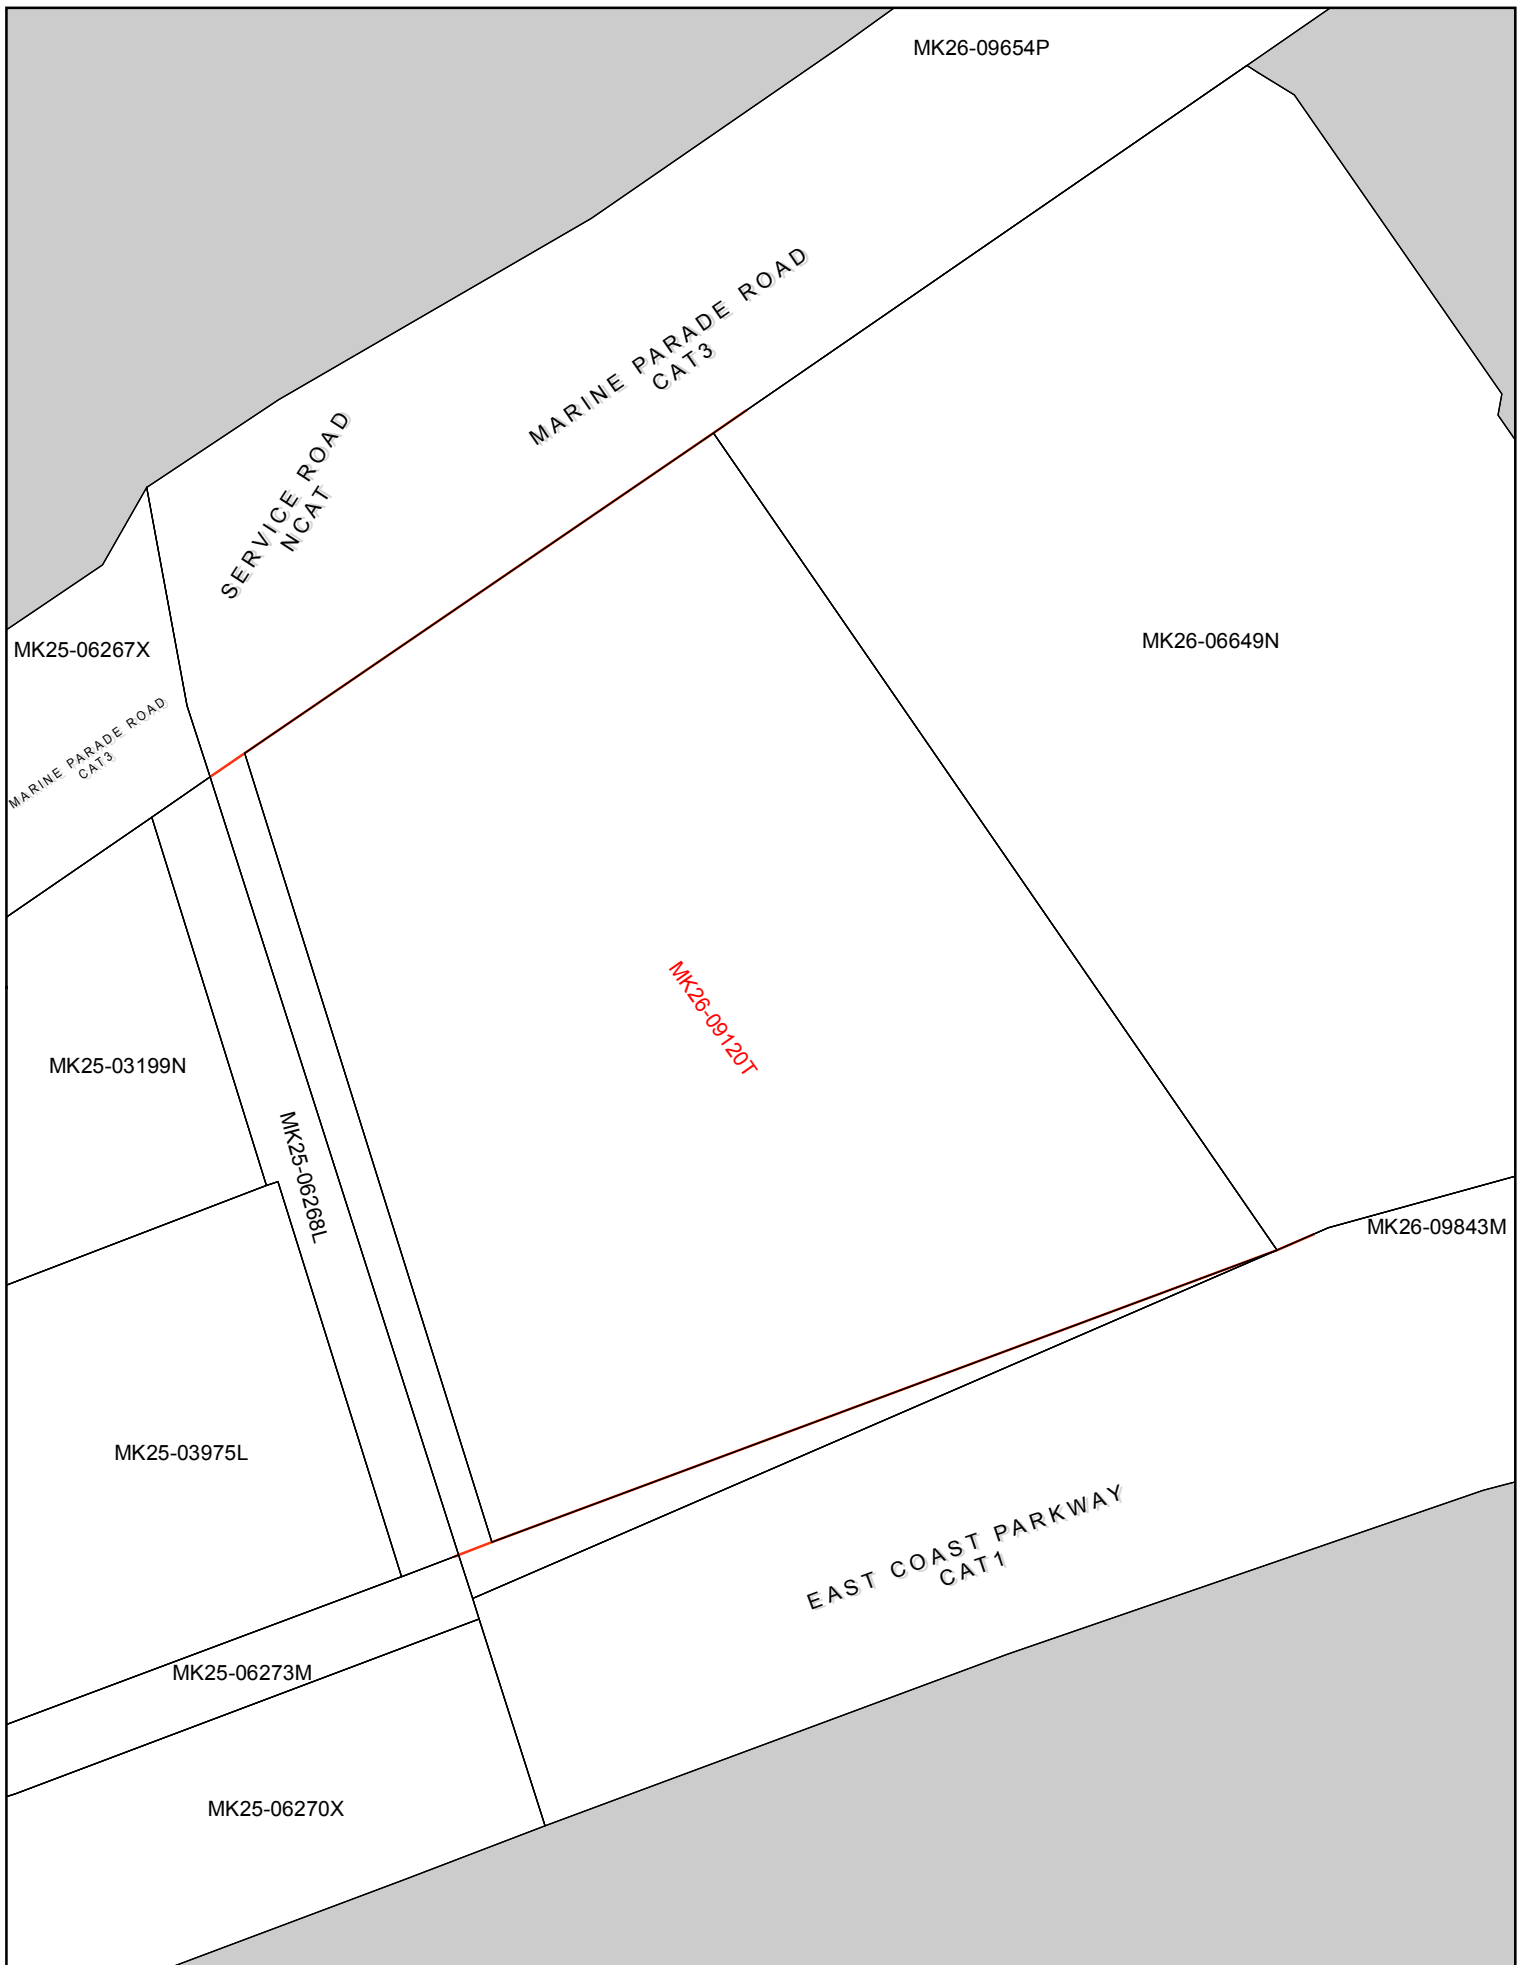 MK26-09654P
MARINE PARADE ROAD
CAT3
SERVICE ROAD
NCAT
MK26-06649N
MK25-06267X
MARINE PARADE ROAD
CAT3
MK26-09120T
MK25-03199N
MK25-06268L
MK26-09843M
MK25-03975L
EAST COAST PARKWAY
CAT1
MK25-06273M
MK25-06270X